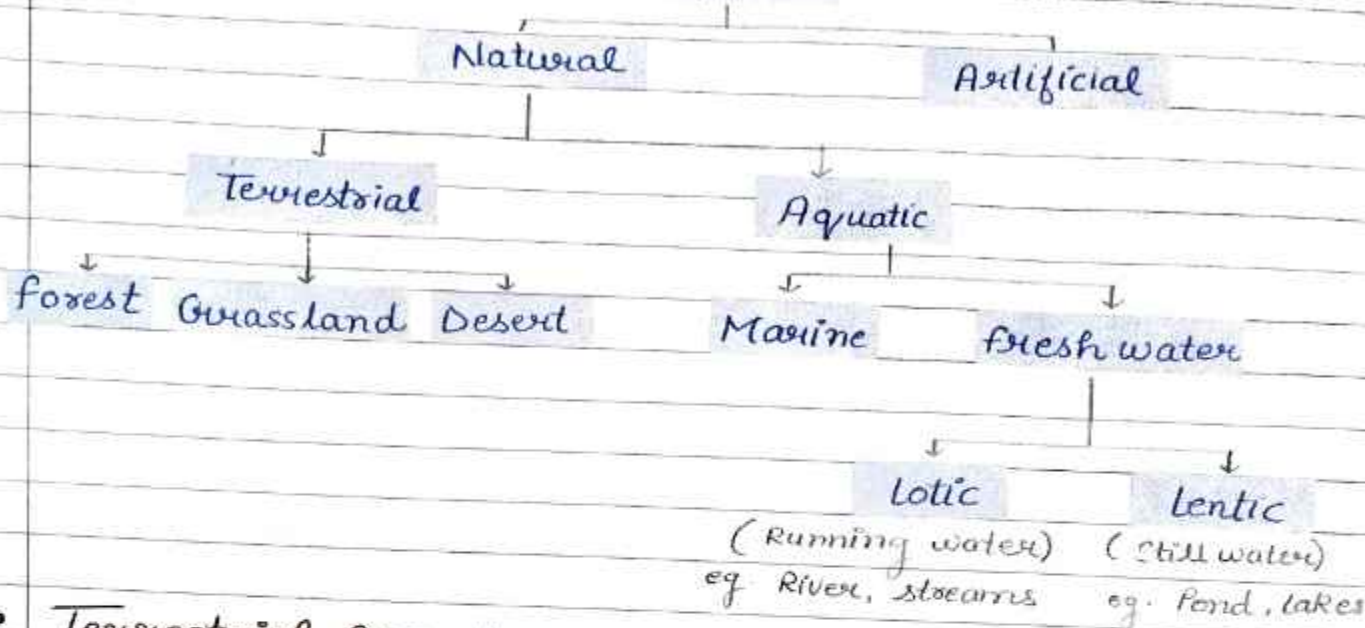 Natural Artificial
Terrestrial Aquatic
forest Grassland Desert Marine fresh water
Lotic Lentic
(Running water) (Still water)
eg River, streams eg. Pond, lakes
Terrestrial